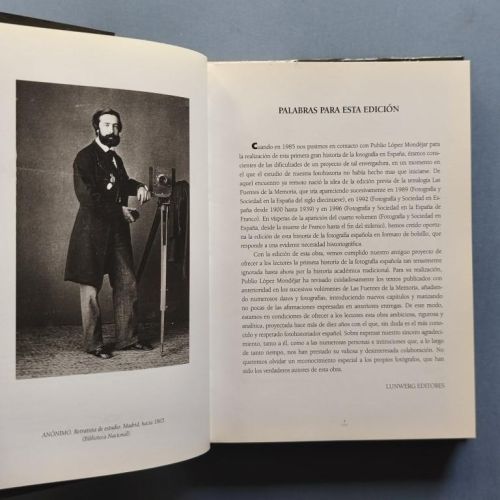 ANÓNIMO. Retratista de estudio. Madrid, hacia 1867.
(Biblioteca Nacional).
PALABRAS PARA ESTA EDICIÓN
Cuando en 1985 nos pusimos en contacto con Publio López Mondéjar para
la realización de esta primera gran historia de la fotografía en España, éramos cons-
cientes de las dificultades de un proyecto de tal envergadura, en un momento en
el que el estudio de nuestra fotohistoria no había hecho más que iniciarse. De
aquel encuentro ya remoto nació la idea de la edición previa de la tetralogía Las
Fuentes de la Memoria, que iría apareciendo sucesivamente en 1989 (Fotografía y
Sociedad en la España del siglo diecinueve), en 1992 (Fotografía y Sociedad en Es-
paña desde 1900 hasta 1939) y en 1996 (Fotografía y Sociedad en la España de
Franco). En vísperas de la aparición del cuarto volumen (Fotografía y Sociedad en
España, desde la muerte de Franco hasta el fin del milenio), hemos creído oportu-
na la edición de esta historia de la fotografía española en formato de bolsillo, que
responde a una evidente necesidad historiográfica.
Con la edición de esta obra, vemos cumplido nuestro antiguo proyecto de
ofrecer a los lectores la primera historia de la fotografía española tan tenazmente
ignorada hasta ahora por la historia académica tradicional. Para su realización,
Publio López Mondéjar ha revisado cuidadosamente los textos publicados con
anterioridad en los sucesivos volúmenes de Las Fuentes de la Memoria, añadiendo
numerosos datos y fotografías, introduciendo nuevos capítulos y matizando
no pocas de las afirmaciones expresadas en anteriores entregas. De este modo,
estamos en condiciones de ofrecer a los lectores esta obra ambiciosa, rigurosa y
analítica, proyectada hace más de diez años con el que, sin duda es el más cono-
cido y respetado fotohistoriador español. Sobra expresar nuestro sincero agradeci-
miento, tanto a él, como a las numerosas personas e instituciones que, a lo largo
de tanto tiempo, nos han prestado su valiosa y desinteresada colaboración. No
queremos olvidar un reconocimiento especial a los propios fotógrafos, que han
sido los verdaderos autores de esta obra.
LUNWERG EDITORES